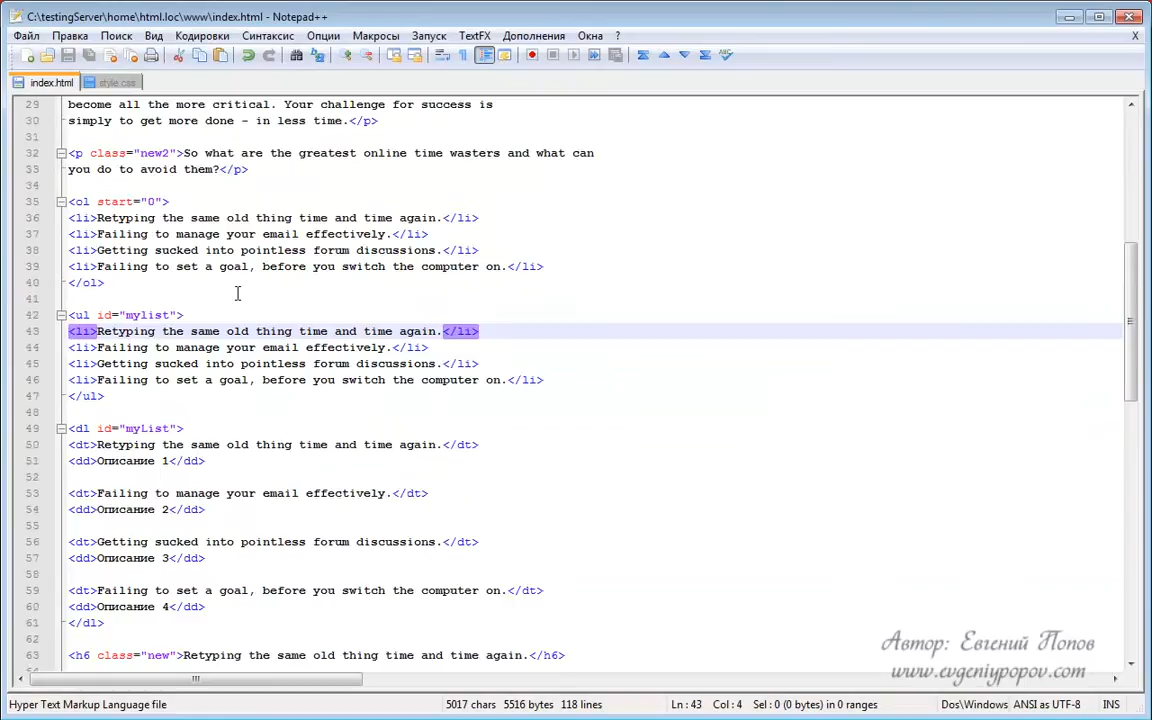 C:\testingServer\home\html.loc\www\index.html - Notepad++
Файл Правка Поиск Вид Кодировки Синтаксис Опции Макросы Запуск TextFX Дополнения Окна ? X
index.html style.css
29 become all the more critical. Your challenge for success is
30 simply to get more done - in less time.</p>
31
32 <p class="new2">So what are the greatest online time wasters and what can
33 you do to avoid them?</p>
34
35 <ol start="0">
36 <li>Retyping the same old thing time and time again.</li>
37 <li>Failing to manage your email effectively.</li>
38 <li>Getting sucked into pointless forum discussions.</li>
39 <li>Failing to set a goal, before you switch the computer on.</li>
40 </ol>
41
42 <ul id="mylist">
43 <li>Retyping the same old thing time and time again.</li>
44 <li>Failing to manage your email effectively.</li>
45 <li>Getting sucked into pointless forum discussions.</li>
46 <li>Failing to set a goal, before you switch the computer on.</li>
47 </ul>
48
49 <dl id="myList">
50 <dt>Retyping the same old thing time and time again.</dt>
51 <dd>Описание 1</dd>
52
53 <dt>Failing to manage your email effectively.</dt>
54 <dd>Описание 2</dd>
55
56 <dt>Getting sucked into pointless forum discussions.</dt>
57 <dd>Описание 3</dd>
58
59 <dt>Failing to set a goal, before you switch the computer on.</dt>
60 <dd>Описание 4</dd>
61 </dl>
62
63 <h6 class="new">Retyping the same old thing time and time again.</h6>
Автор: Евгений Попов
www.evgeniypopov.com
Hyper Text Markup Language file 5017 chars 5516 bytes 118 lines Ln : 43 Col : 4 Sel : 0 (0 bytes) in 0 ranges Dos\Windows ANSI as UTF-8 INS